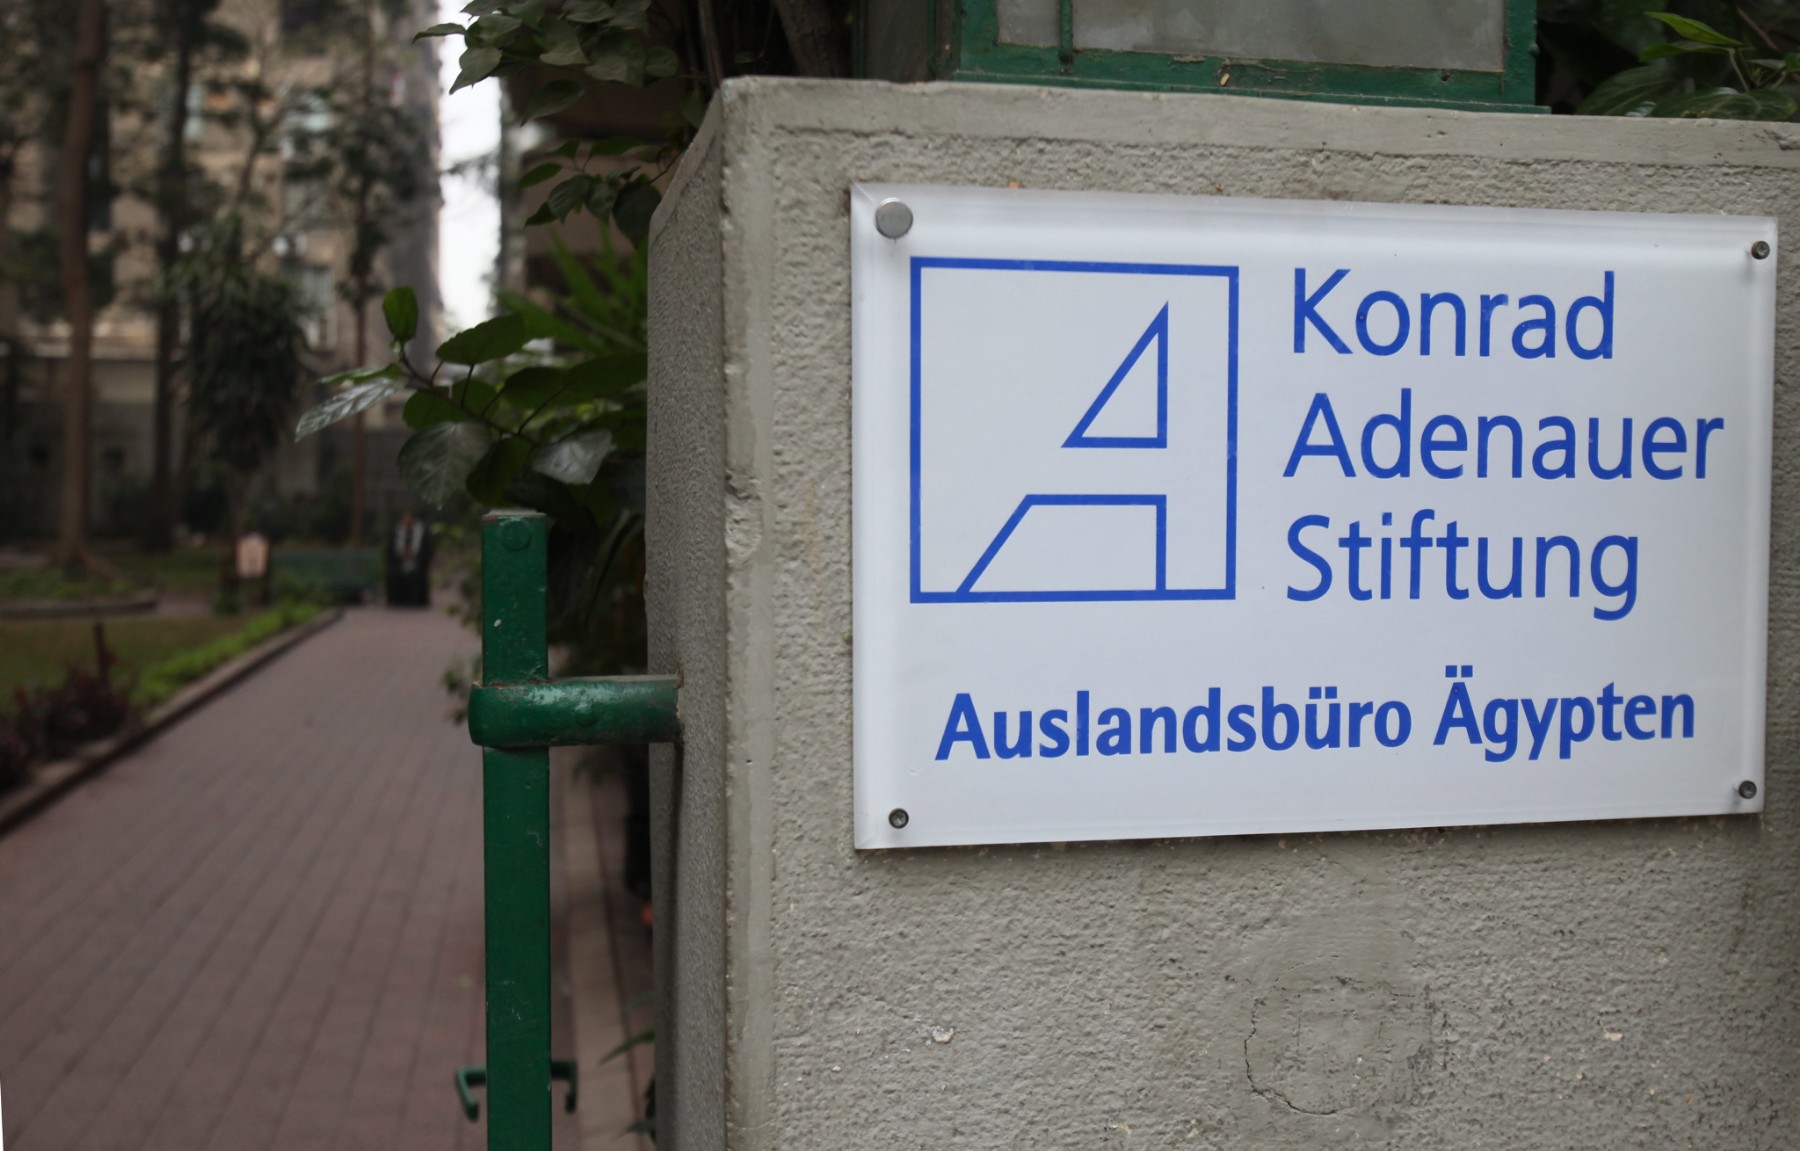 Konrad
Adenauer
Stiftung
Auslandsbüro Ägypten